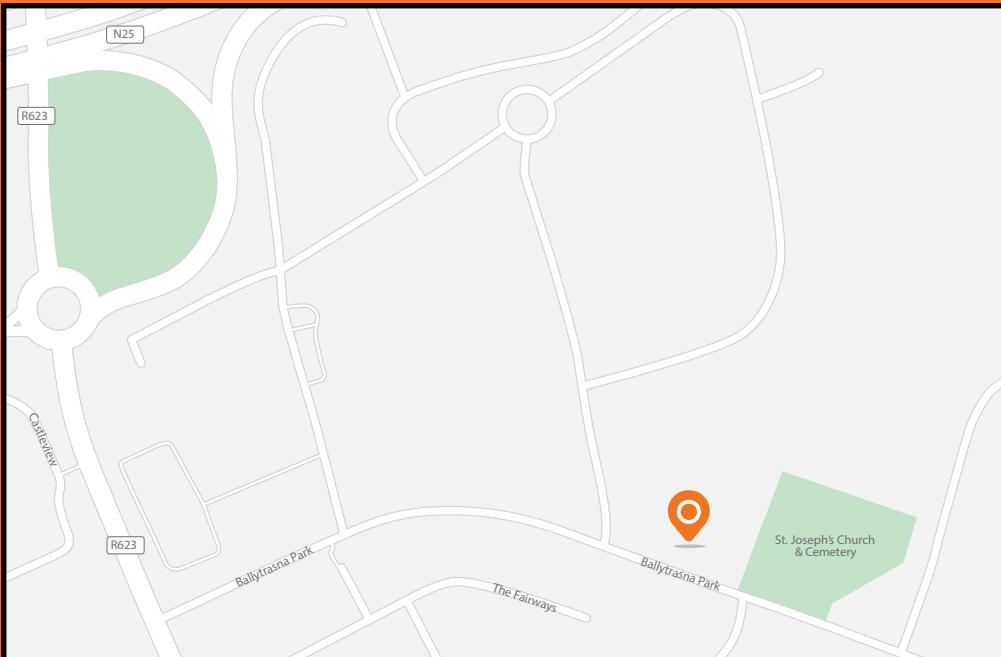 N25
R623
Castleview
R623
Ballytrasna Park
The Fairways
Ballytrasna Park
St. Joseph's Church
& Cemetery